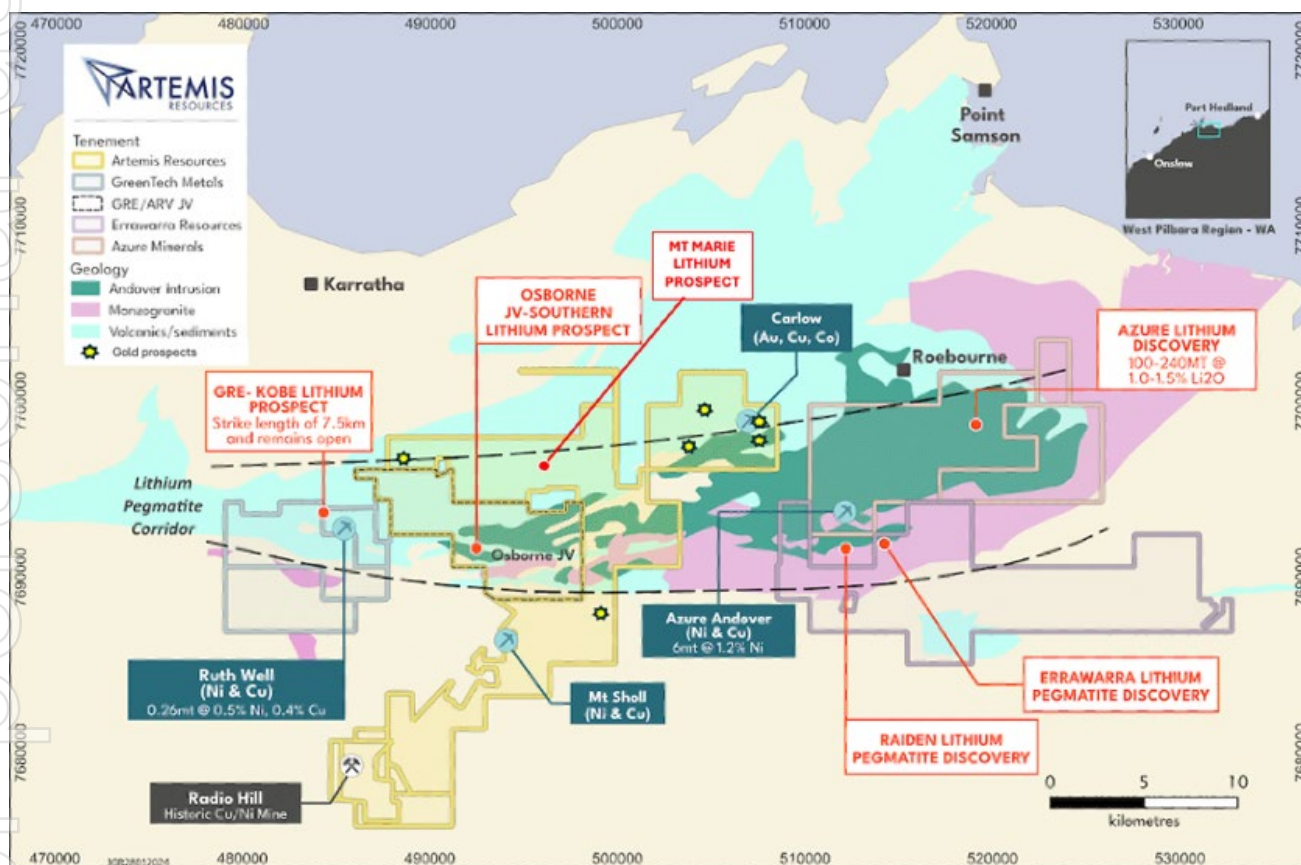 470000 480000 490000 500000 510000 520000 530000
7720000
7720000
7710000
7710000
7700000
7700000
7690000
7690000
7680000
7680000
ARTEMIS
RESOURCES
Tenement
Artemis Resources
GreenTech Metals
GRE/ARV JV
Errawarra Resources
Azure Minerals
Geology
Andover Intrusion
Monzogranite
Volcanics/sediments
Gold prospects
Point
Samson
Port Hedland
Onslow
West Pilbara Region - WA
Karratha
MT MARIE
LITHIUM
PROSPECT
OSBORNE
JV-SOUTHERN
LITHIUM PROSPECT
Carlow
(Au, Cu, Co)
Roebourne
AZURE LITHIUM
DISCOVERY
100-240MT @
1.0-1.5% Li2O
GRE- KOBE LITHIUM
PROSPECT
Strike length of 7.5km
and remains open
Lithium
Pegmatite
Corridor
Osborne JV
Azure Andover
(Ni & Cu)
6mt @ 1.2% Ni
Ruth Well
(Ni & Cu)
0.26mt @ 0.5% Ni, 0.4% Cu
Mt Sholl
(Ni & Cu)
ERRAWARRA LITHIUM
PEGMATITE DISCOVERY
RAIDEN LITHIUM
PEGMATITE DISCOVERY
Radio Hill
Historic Cu/Ni Mine
0 5 10
kilometres
470000 480000 490000 500000 510000 520000 530000